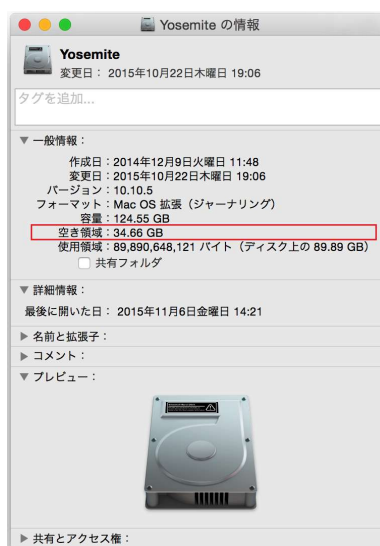 Yosemite の情報
Yosemite
変更日： 2015年10月22日木曜日 19:06
タグを追加...
▼ 一般情報：
作成日：2014年12月9日火曜日 11:48
変更日：2015年10月22日木曜日 19:06
バージョン：10.10.5
フォーマット：Mac OS 拡張（ジャーナリング）
容量：124.55 GB
空き領域：34.66 GB
使用領域：89,890,648,121 バイト（ディスク上の 89.89 GB）
共有フォルダ
▼ 詳細情報：
最後に開いた日： 2015年11月6日金曜日 14:21
▶ 名前と拡張子：
▶ コメント：
▼ プレビュー：
▶ 共有とアクセス権：